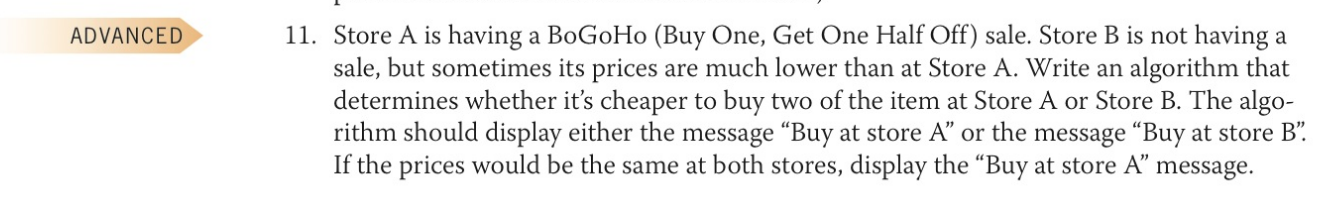 ADVANCED
11. Store A is having a BoGoHo (Buy One, Get One Half Off) sale. Store B is not having a
sale, but sometimes its prices are much lower than at Store A. Write an algorithm that
determines whether it’s cheaper to buy two of the item at Store A or Store B. The algo-
rithm should display either the message “Buy at store A” or the message “Buy at store B”.
If the prices would be the same at both stores, display the “Buy at store A” message.